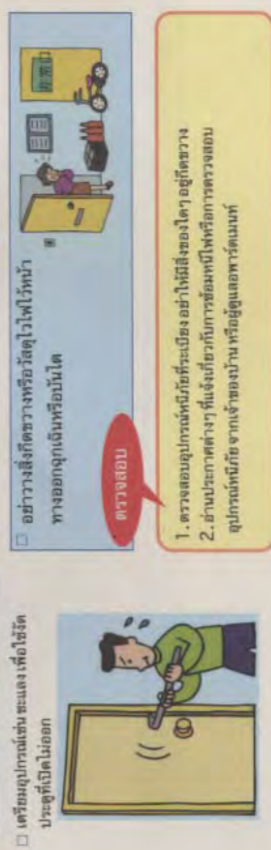 □ เตรียมอุปกรณ์เช่น ชะแลง เพื่อใช้งัด
ประตูที่เปิดไม่ออก
□ อย่าวางสิ่งกีดขวางหรือวัสดุไวไฟไว้หน้า
ทางออกฉุกเฉินหรือบันได
ตรวจสอบ
1. ตรวจสอบอุปกรณ์หนีภัยที่ระเบียง อย่าให้มีสิ่งของใดๆ อยู่กีดขวาง
2. อ่านประกาศต่างๆ ที่แจ้งเกี่ยวกับการซ้อมหนีไฟหรือการตรวจสอบ
อุปกรณ์หนีภัย จากเจ้าของบ้าน หรือผู้ดูแลอพาร์ตเมนท์